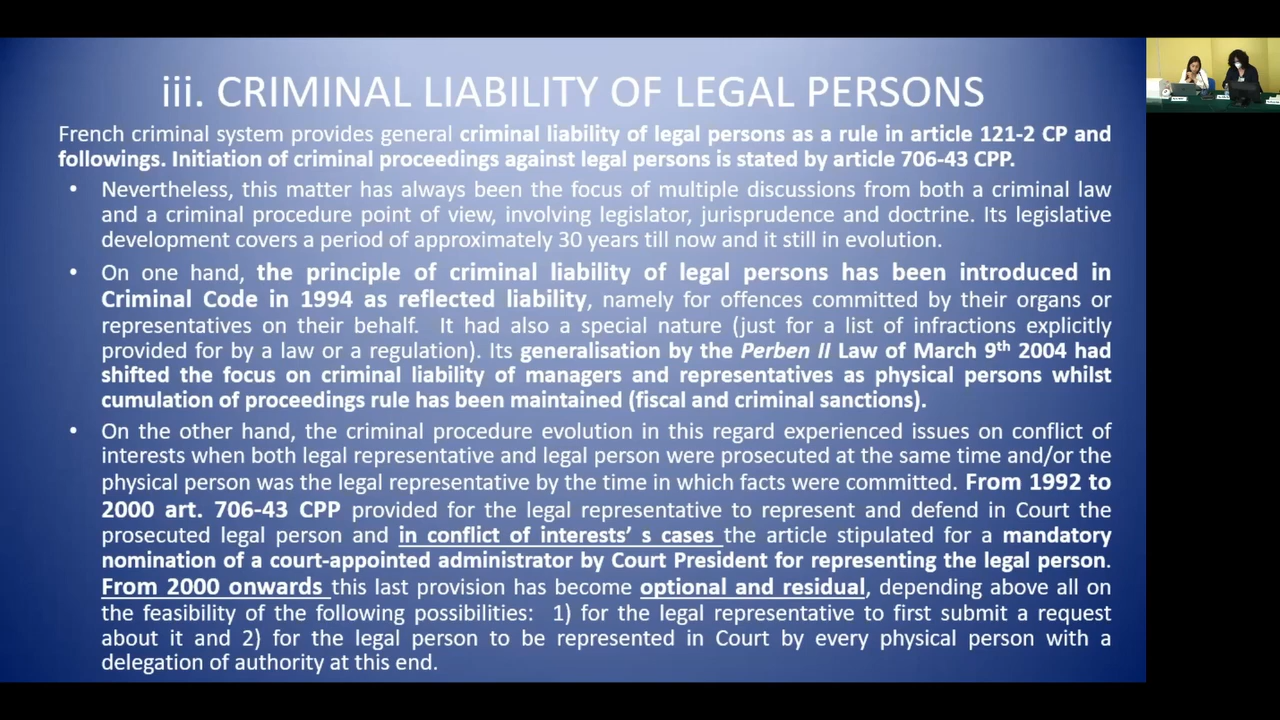 iii. CRIMINAL LIABILITY OF LEGAL PERSONS
French criminal system provides general criminal liability of legal persons as a rule in article 121-2 CP and
followings. Initiation of criminal proceedings against legal persons is stated by article 706-43 CPP.
• Nevertheless, this matter has always been the focus of multiple discussions from both a criminal law
and a criminal procedure point of view, involving legislator, jurisprudence and doctrine. Its legislative
development covers a period of approximately 30 years till now and it still in evolution.
• On one hand, the principle of criminal liability of legal persons has been introduced in
Criminal Code in 1994 as reflected liability, namely for offences committed by their organs or
representatives on their behalf. It had also a special nature (just for a list of infractions explicitly
provided for by a law or a regulation). Its generalisation by the Perben II Law of March 9th 2004 had
shifted the focus on criminal liability of managers and representatives as physical persons whilst
cumulation of proceedings rule has been maintained (fiscal and criminal sanctions).
• On the other hand, the criminal procedure evolution in this regard experienced issues on conflict of
interests when both legal representative and legal person were prosecuted at the same time and/or the
physical person was the legal representative by the time in which facts were committed. From 1992 to
2000 art. 706-43 CPP provided for the legal representative to represent and defend in Court the
prosecuted legal person and in conflict of interests' s cases the article stipulated for a mandatory
nomination of a court-appointed administrator by Court President for representing the legal person.
From 2000 onwards this last provision has become optional and residual, depending above all on
the feasibility of the following possibilities: 1) for the legal representative to first submit a request
about it and 2) for the legal person to be represented in Court by every physical person with a
delegation of authority at this end.